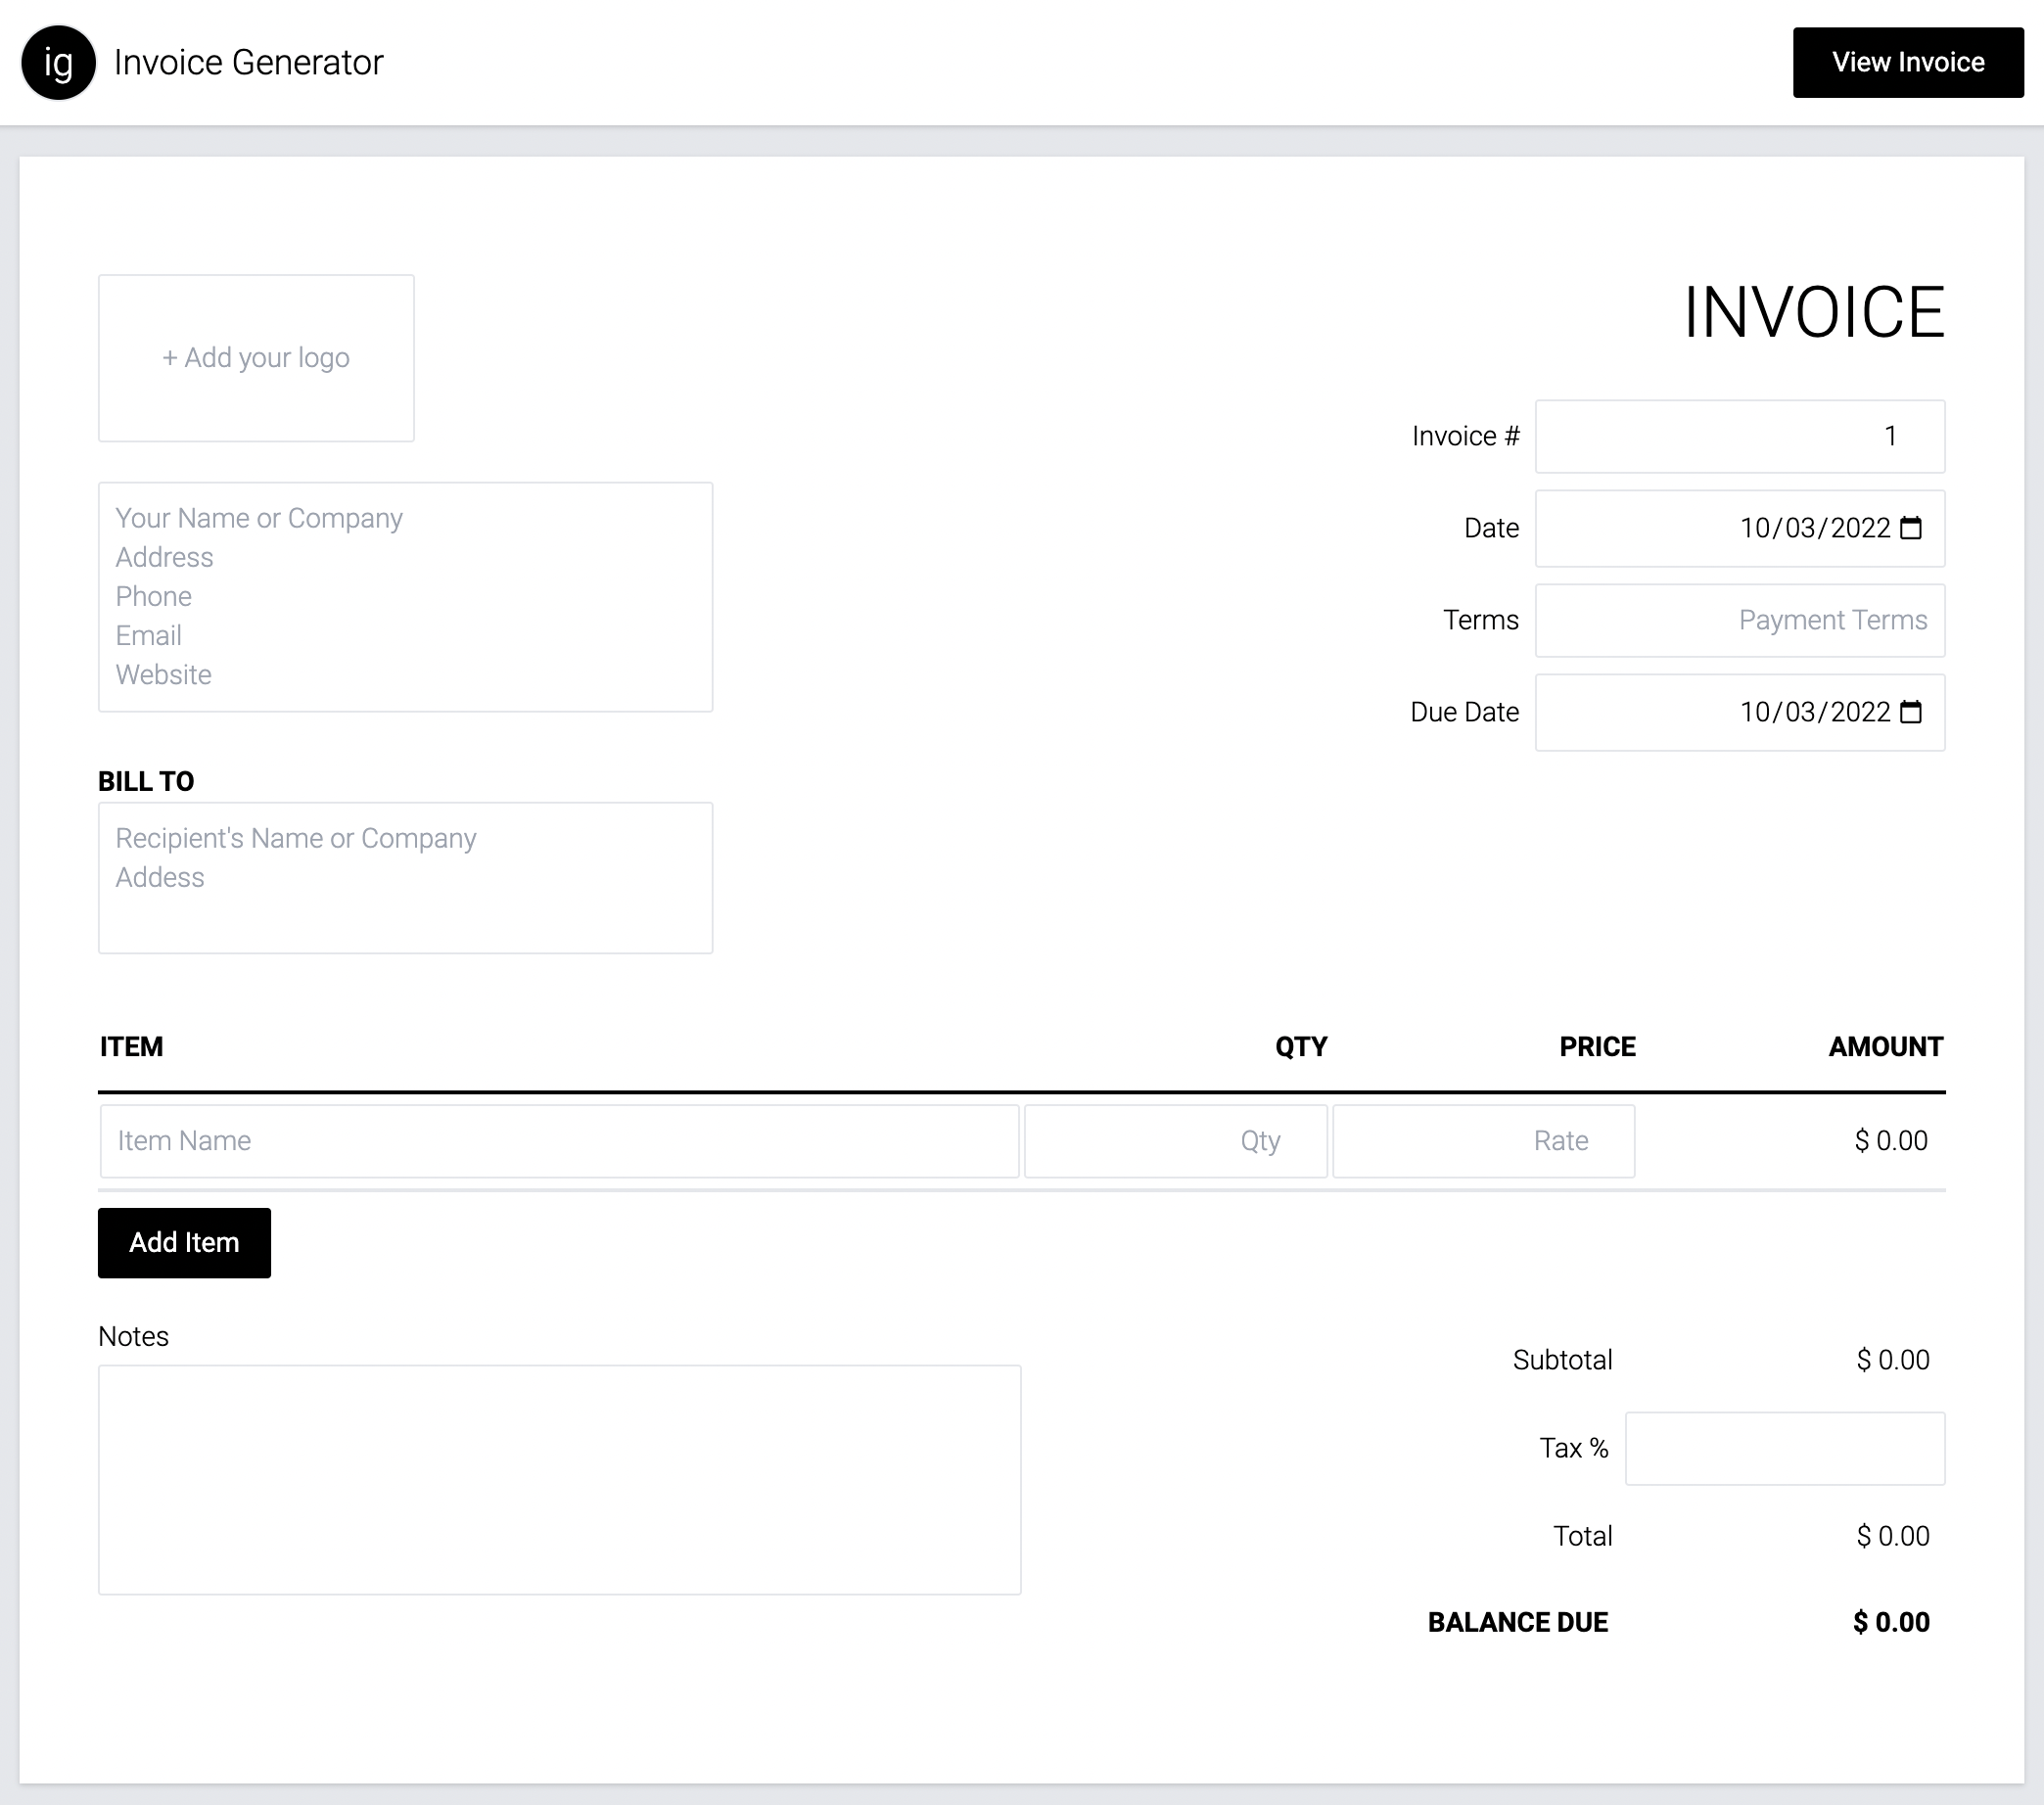 ig Invoice Generator
View Invoice
+ Add your logo
INVOICE
Invoice # 1
Date 10/03/2022
Terms Payment Terms
Due Date 10/03/2022
Your Name or Company
Address
Phone
Email
Website
BILL TO
Recipient's Name or Company
Addess
ITEM QTY PRICE AMOUNT
Item Name Qty Rate $ 0.00
Add Item
Notes
Subtotal $ 0.00
Tax %
Total $ 0.00
BALANCE DUE $ 0.00